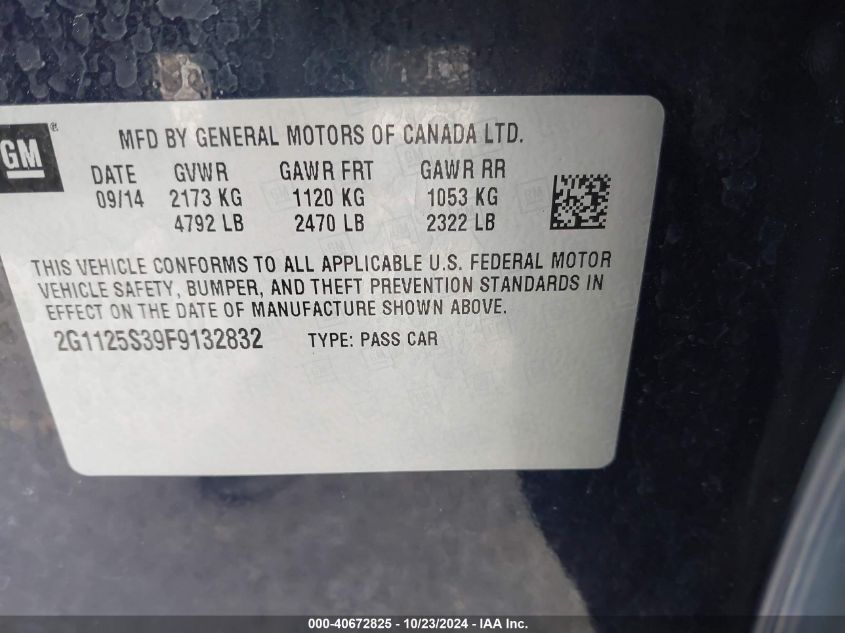 GM®
MFD BY GENERAL MOTORS OF CANADA LTD.
DATE GVWR GAWR FRT GAWR RR
09/14 2173 KG 1120 KG 1053 KG
4792 LB 2470 LB 2322 LB
THIS VEHICLE CONFORMS TO ALL APPLICABLE U.S. FEDERAL MOTOR
VEHICLE SAFETY, BUMPER, AND THEFT PREVENTION STANDARDS IN
EFFECT ON THE DATE OF MANUFACTURE SHOWN ABOVE.
2G1125S39F9132832 TYPE: PASS CAR
000-40672825 - 10/23/2024 - IAA Inc.